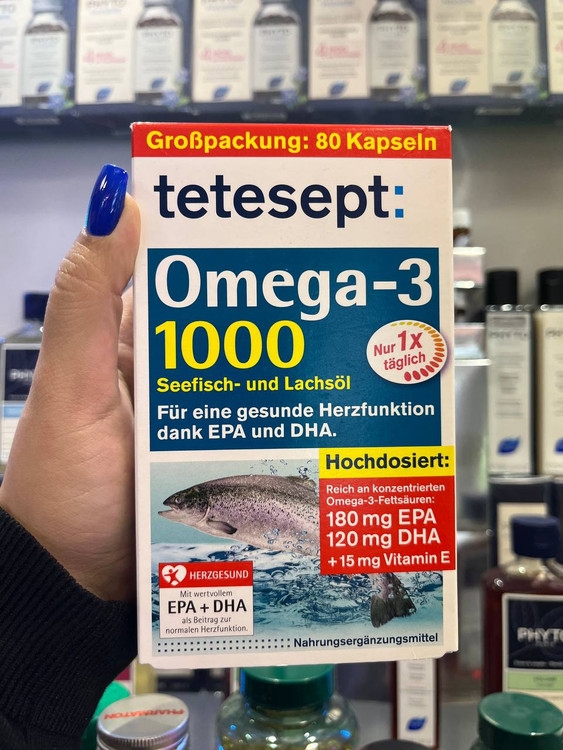 Großpackung: 80 Kapseln
tetesept:
Omega-3
1000
Seefisch- und Lachsöl
Nur 1x
täglich
Für eine gesunde Herzfunktion
dank EPA und DHA.
Hochdosiert:
Reich an konzentrierten
Omega-3-Fettsäuren:
180 mg EPA
120 mg DHA
+ 15 mg Vitamin E
HERZGESUND
Mit wertvollem
EPA + DHA
als Beitrag zur
normalen Herzfunktion.
Nahrungsergänzungsmittel
PHYTO
PHARMATON